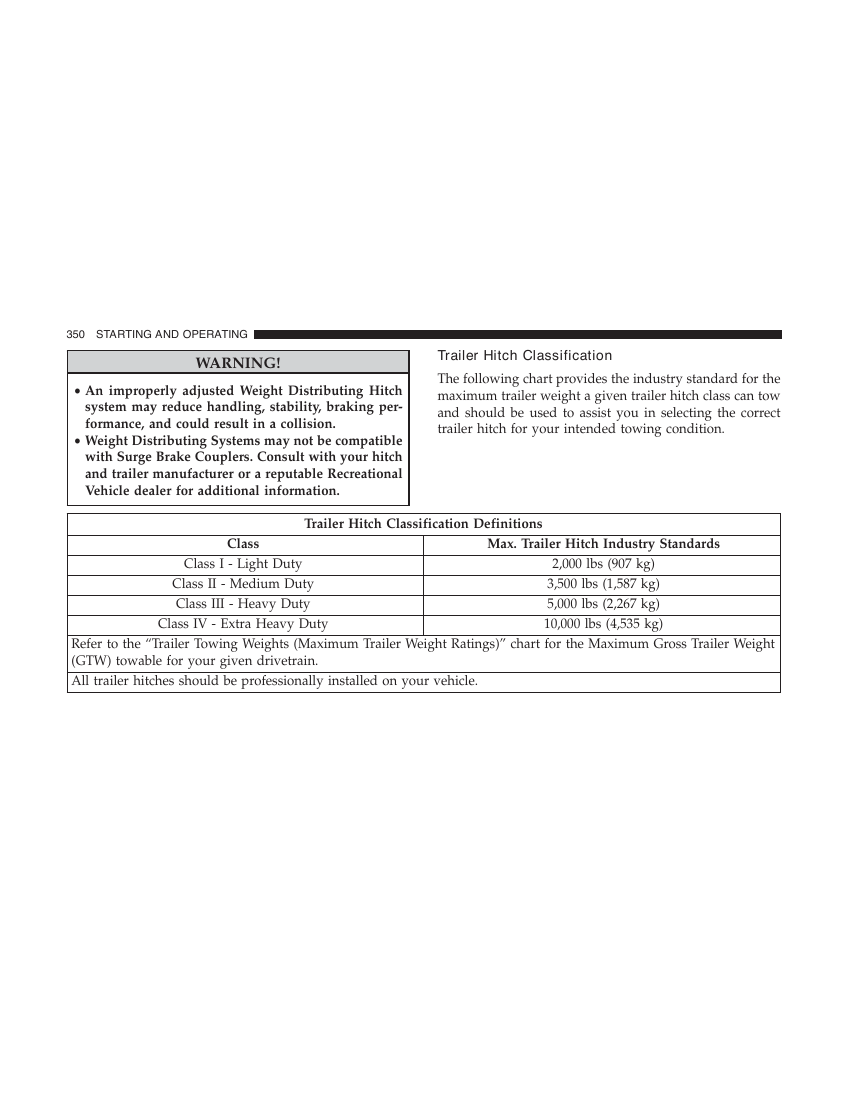 350 STARTING AND OPERATING
WARNING!
• An improperly adjusted Weight Distributing Hitch
system may reduce handling, stability, braking per-
formance, and could result in a collision.
• Weight Distributing Systems may not be compatible
with Surge Brake Couplers. Consult with your hitch
and trailer manufacturer or a reputable Recreational
Vehicle dealer for additional information.
Trailer Hitch Classification
The following chart provides the industry standard for the
maximum trailer weight a given trailer hitch class can tow
and should be used to assist you in selecting the correct
trailer hitch for your intended towing condition.
Trailer Hitch Classification Definitions
Class Max. Trailer Hitch Industry Standards
Class I - Light Duty 2,000 lbs (907 kg)
Class II - Medium Duty 3,500 lbs (1,587 kg)
Class III - Heavy Duty 5,000 lbs (2,267 kg)
Class IV - Extra Heavy Duty 10,000 lbs (4,535 kg)
Refer to the “Trailer Towing Weights (Maximum Trailer Weight Ratings)” chart for the Maximum Gross Trailer Weight
(GTW) towable for your given drivetrain.
All trailer hitches should be professionally installed on your vehicle.